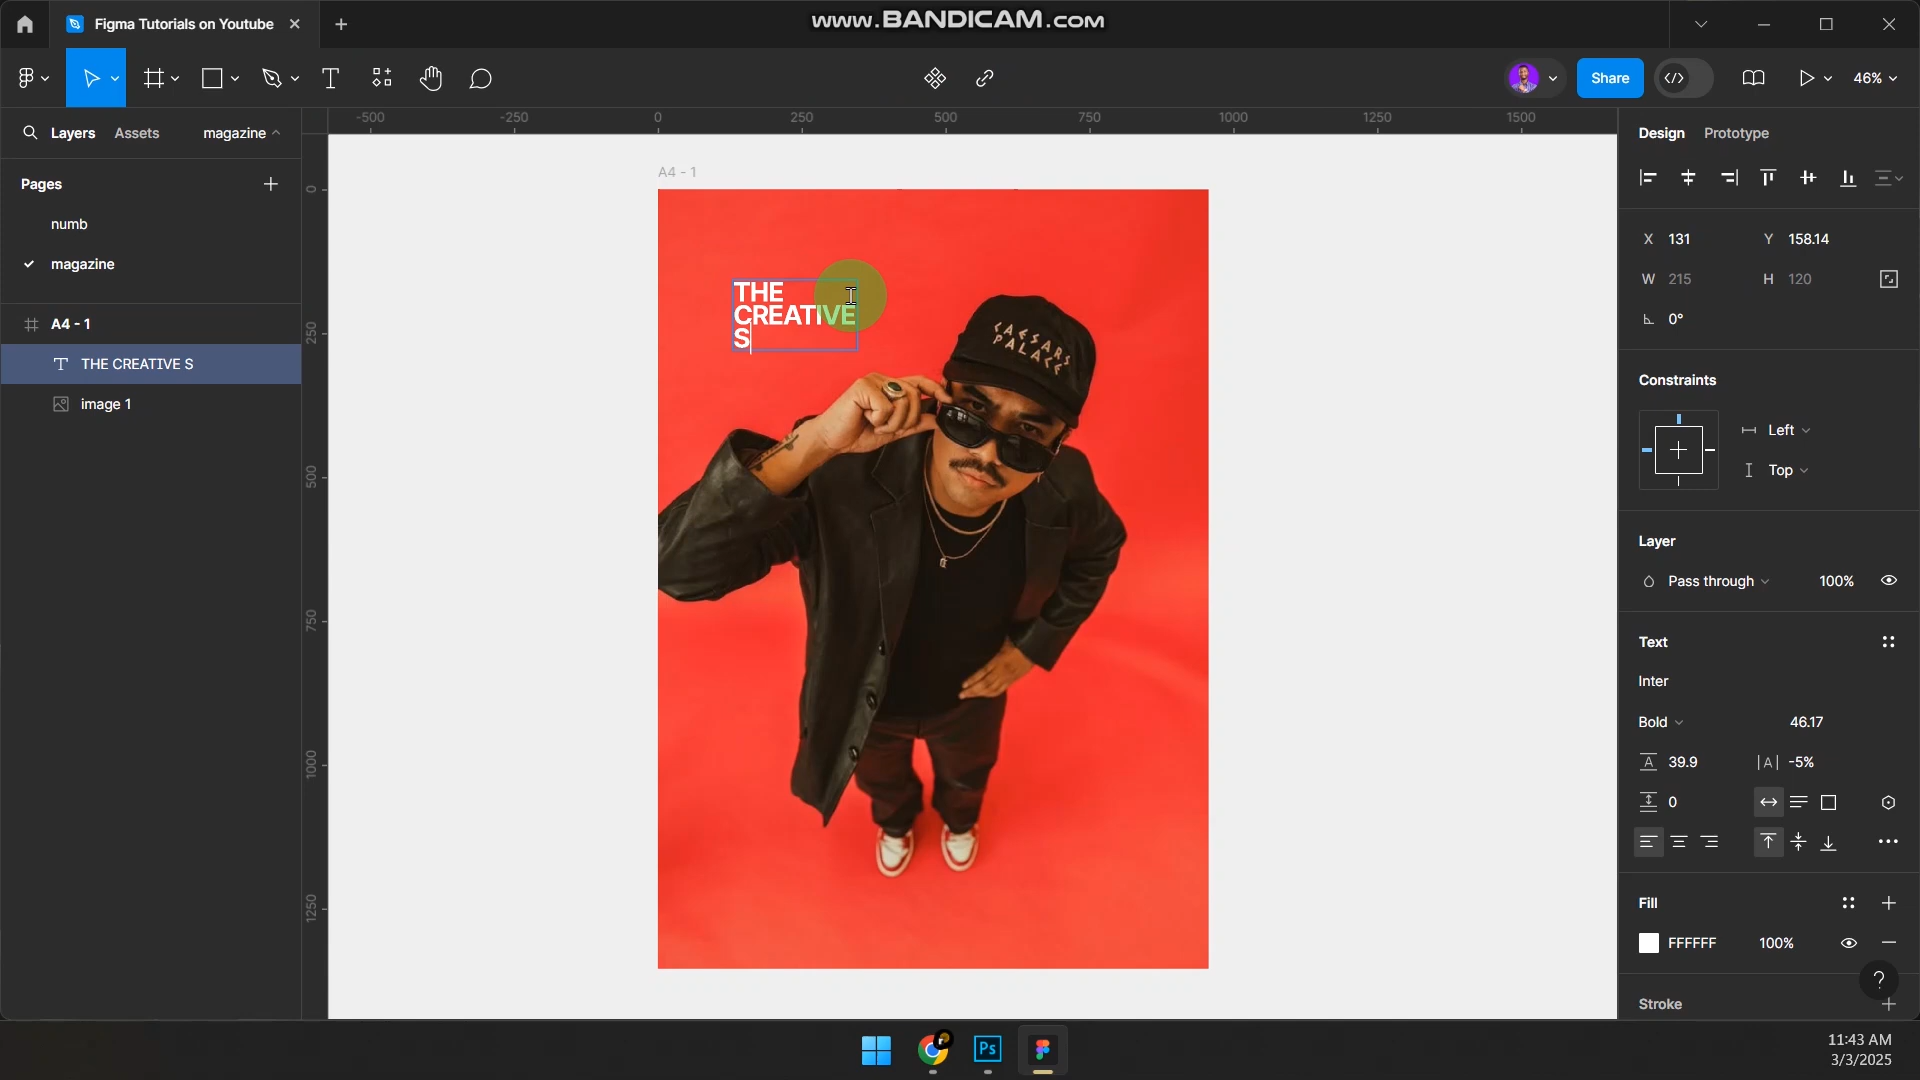 Figma Tutorials on Youtube
www.BANDICAM.com
Share
46%
Layers
Assets
magazine
Pages
numb
magazine
A4 - 1
THE CREATIVE S
image 1
-500
-250
0
250
500
750
1000
1250
1500
0
250
500
750
1000
1250
A4 - 1
THE
CREATIVE
S
CAESARS
PALACE
Design
Prototype
X 131
Y 158.14
W 215
H 120
0°
Constraints
Left
Top
Layer
Pass through
100%
Text
Inter
Bold
46.17
39.9
|A| -5%
0
Fill
FFFFFF
100%
?
Stroke
Ps
11:43 AM
3/3/2025